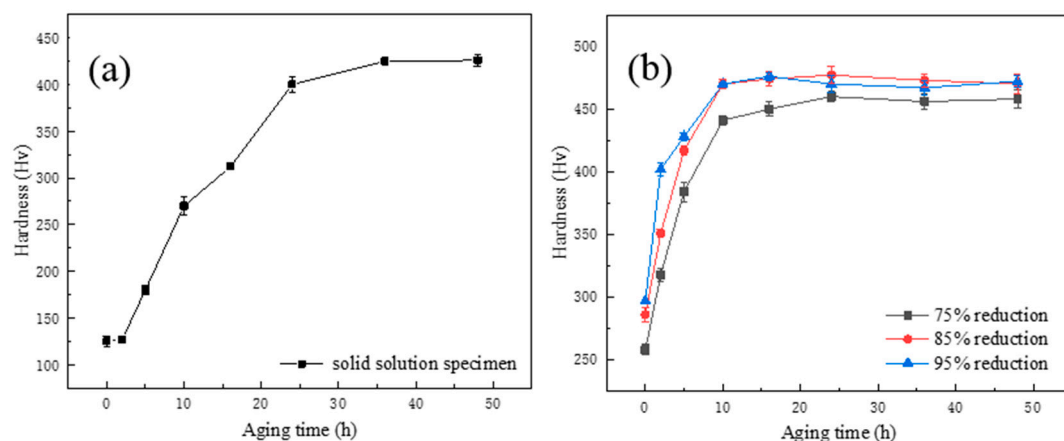 (a)
450
400
350
300
250
200
150
100
Hardness (Hv)
0 10 20 30 40 50
Aging time (h)
solid solution specimen
(b)
500
450
400
350
300
250
Hardness (Hv)
0 10 20 30 40 50
Aging time (h)
75% reduction
85% reduction
95% reduction